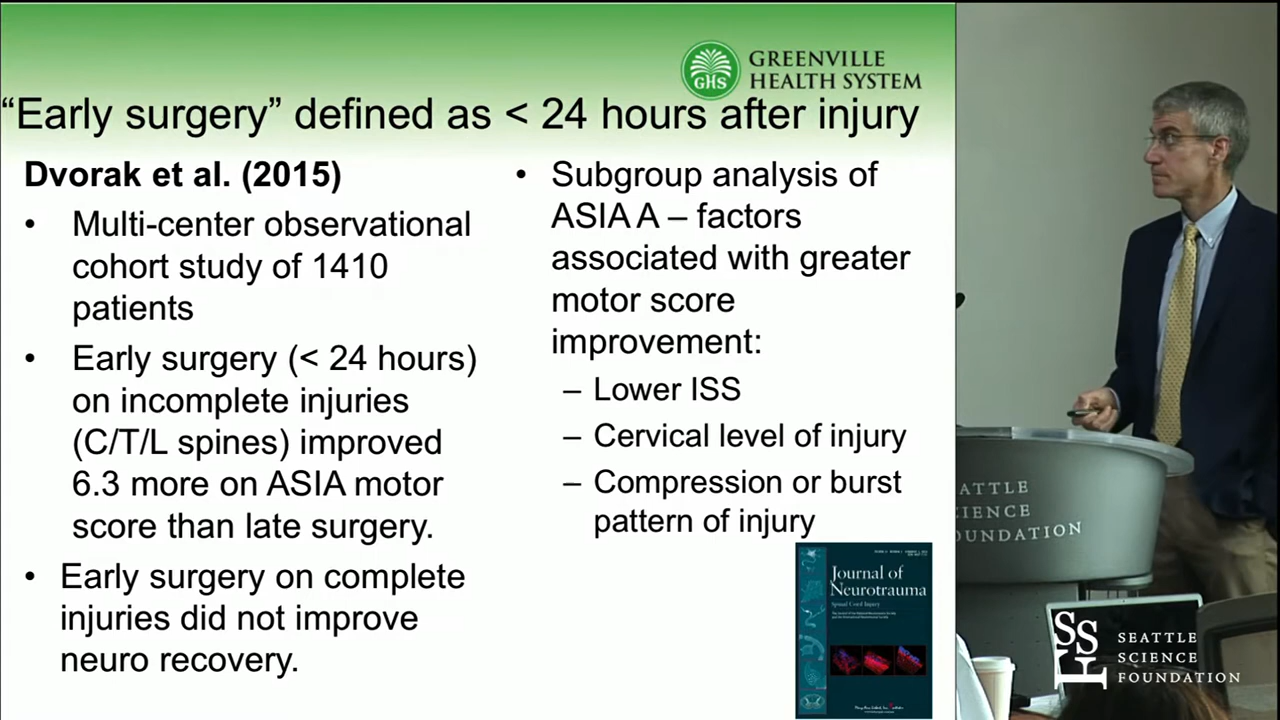 GREENVILLE
HEALTH SYSTEM
GHS
“Early surgery” defined as < 24 hours after injury
Dvorak et al. (2015)
• Multi-center observational
cohort study of 1410
patients
• Early surgery (< 24 hours)
on incomplete injuries
(C/T/L spines) improved
6.3 more on ASIA motor
score than late surgery.
• Early surgery on complete
injuries did not improve
neuro recovery.
• Subgroup analysis of
ASIA A – factors
associated with greater
motor score
improvement:
– Lower ISS
– Cervical level of injury
– Compression or burst
pattern of injury
Journal of
Neurotrauma
Spinal Cord Injury
ATTLE
CIENCE
OUNDATION
SSF
SEATTLE
SCIENCE
FOUNDATION